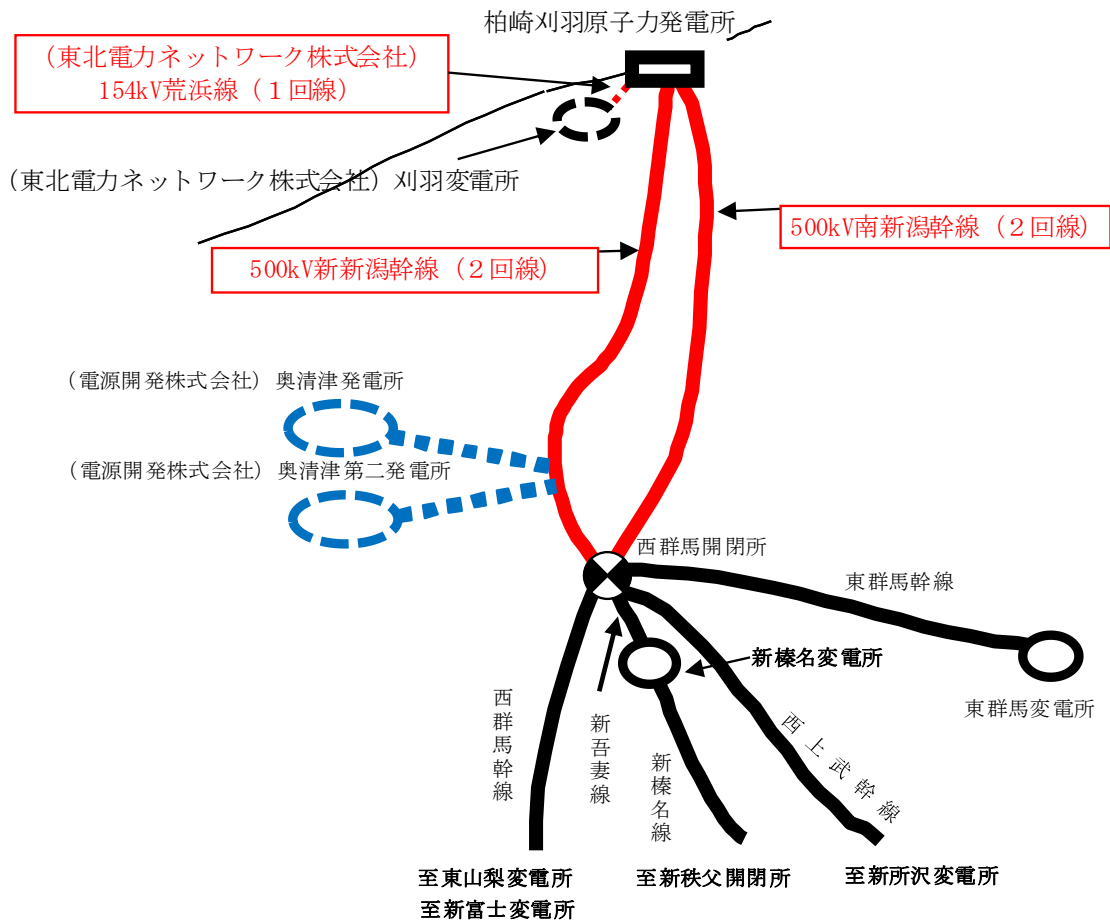 柏崎刈羽原子力発電所
(東北電力ネットワーク株式会社)
154kV荒浜線(1回線)
(東北電力ネットワーク株式会社)刈羽変電所
500kV南新潟幹線(2回線)
500kV新新潟幹線(2回線)
(電源開発株式会社)奥清津発電所
(電源開発株式会社)奥清津第二発電所
西群馬開閉所
東群馬幹線
新榛名変電所
東群馬変電所
西群馬幹線
新吾妻線
新榛名線
西上武幹線
至東山梨変電所
至新富士変電所
至新秩父開閉所
至新所沢変電所